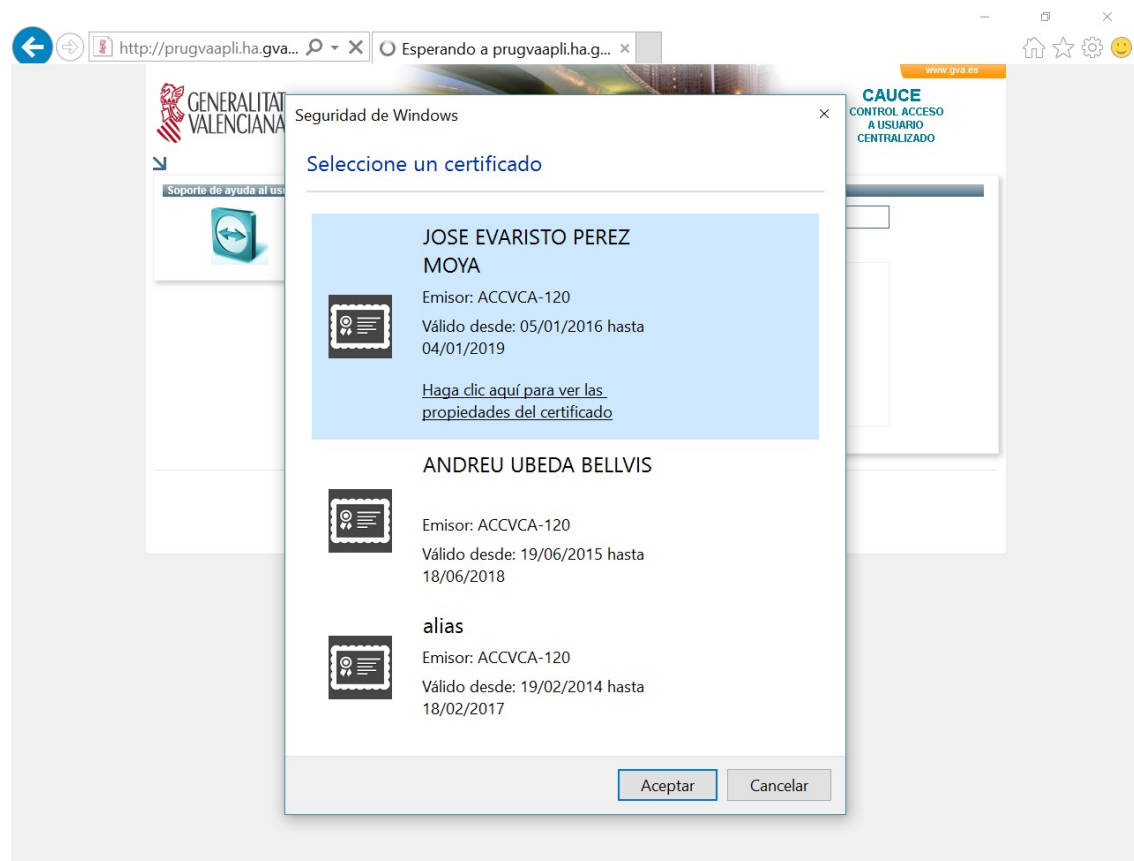 http://prugvaapli.ha.gva...
Esperando a prugvaapli.ha.g...
www.gva.es
GENERALITAT
VALENCIANA
CAUCE
CONTROL ACCESO
A USUARIO
CENTRALIZADO
Soporte de ayuda al us
Seguridad de Windows
Seleccione un certificado
JOSE EVARISTO PEREZ
MOYA
Emisor: ACCVCA-120
Válido desde: 05/01/2016 hasta
04/01/2019
Haga clic aquí para ver las
propiedades del certificado
ANDREU UBEDA BELLVIS
Emisor: ACCVCA-120
Válido desde: 19/06/2015 hasta
18/06/2018
alias
Emisor: ACCVCA-120
Válido desde: 19/02/2014 hasta
18/02/2017
Aceptar
Cancelar